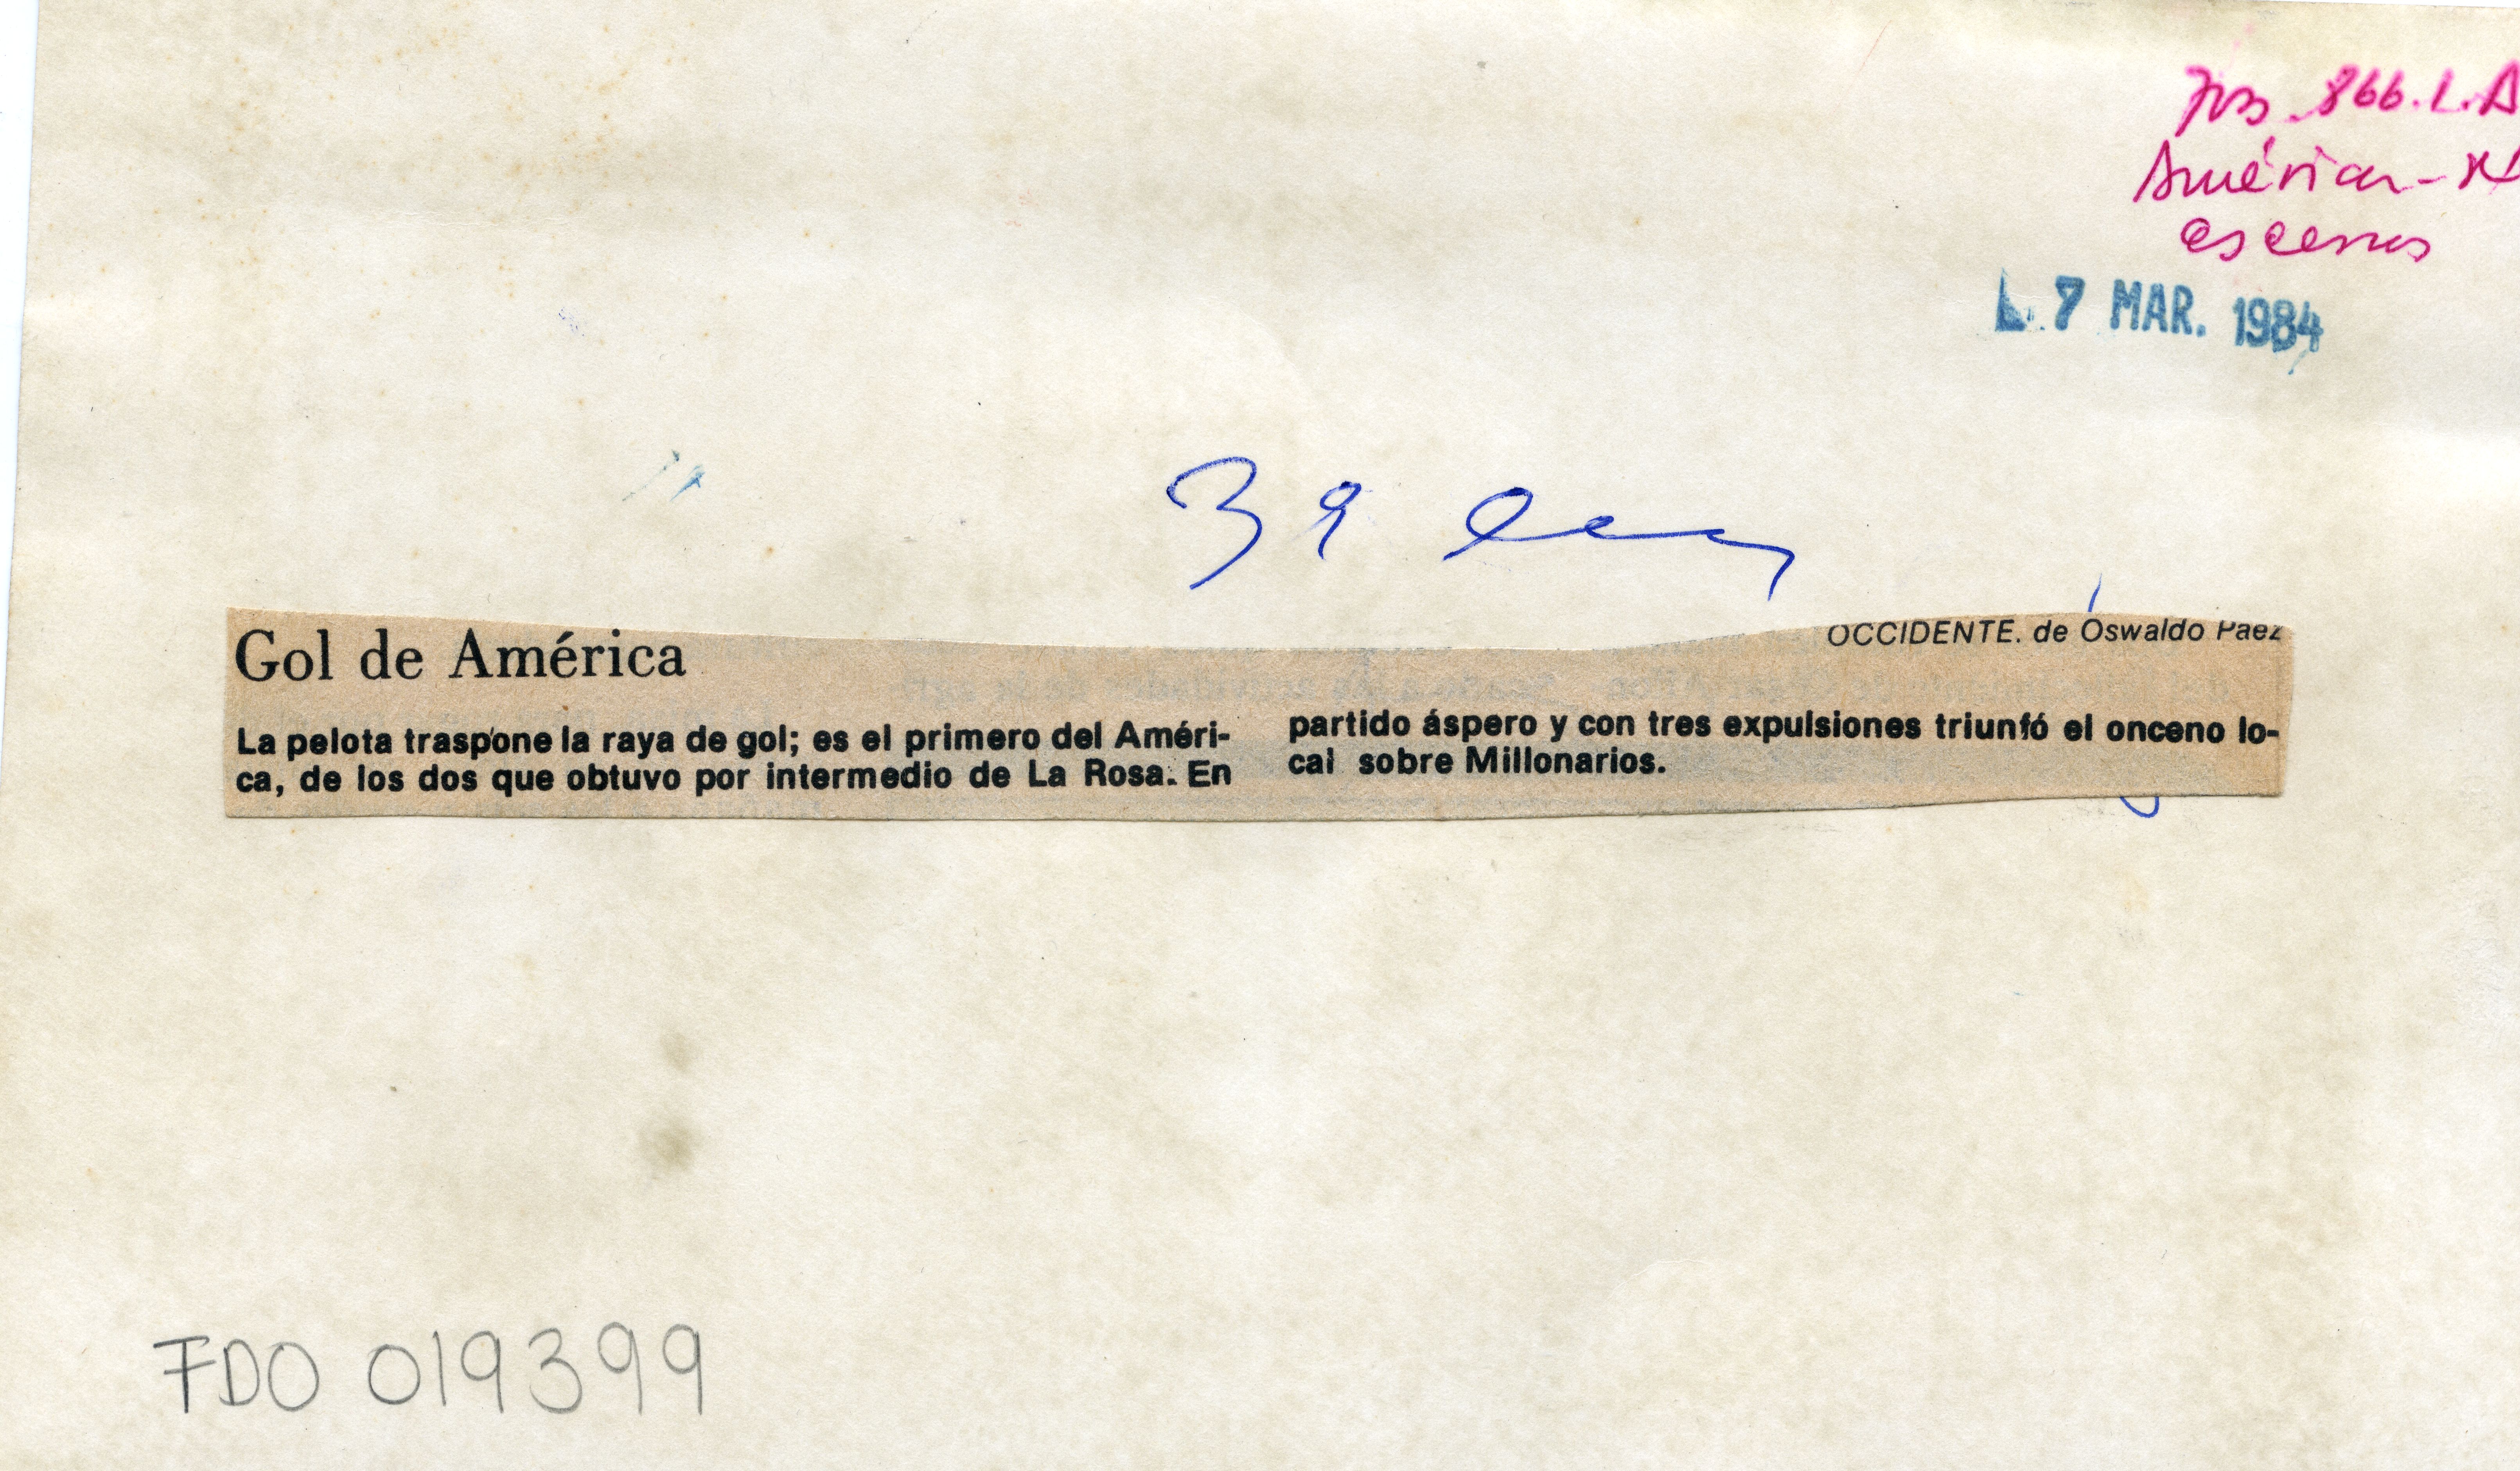 866.L.A
América-
escenas
7 MAR. 1984
39
OCCIDENTE. de Oswaldo Paez
Gol de América
La pelota traspone la raya de gol; es el primero del Améri-
ca, de los dos que obtuvo por intermedio de La Rosa. En
partido áspero y con tres expulsiones triunfó el onceno lo-
cal sobre Millonarios.
FDO 019399